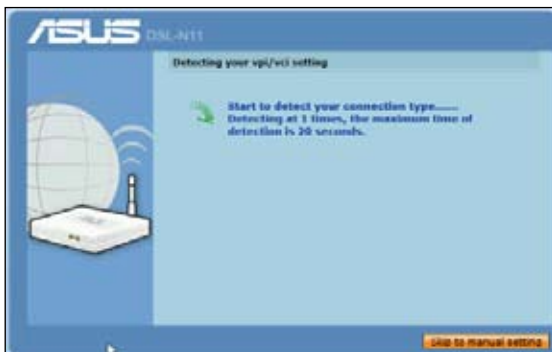 ASUS DSL-N11
Detecting your vpi/vci setting
Start to detect your connection type......
Detecting at 1 times, the maximum time of
detection is 20 seconds.
Skip to manual setting